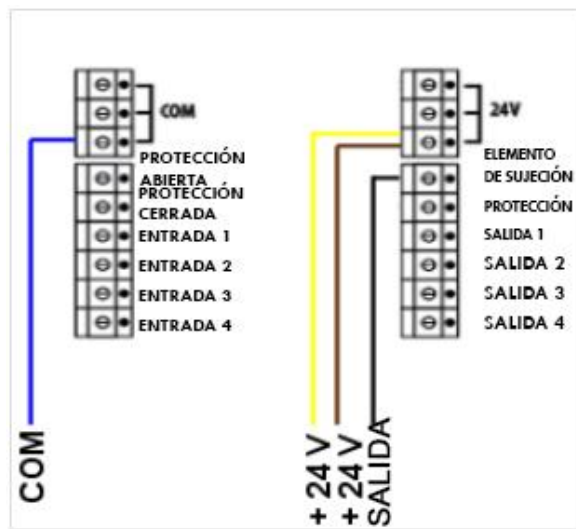 COM
PROTECCIÓN
ABIERTA
PROTECCIÓN
CERRADA
ENTRADA 1
ENTRADA 2
ENTRADA 3
ENTRADA 4
COM
24V
ELEMENTO
DE SUJECIÓN
PROTECCIÓN
SALIDA 1
SALIDA 2
SALIDA 3
SALIDA 4
+ 24 V
+ 24 V
SALIDA